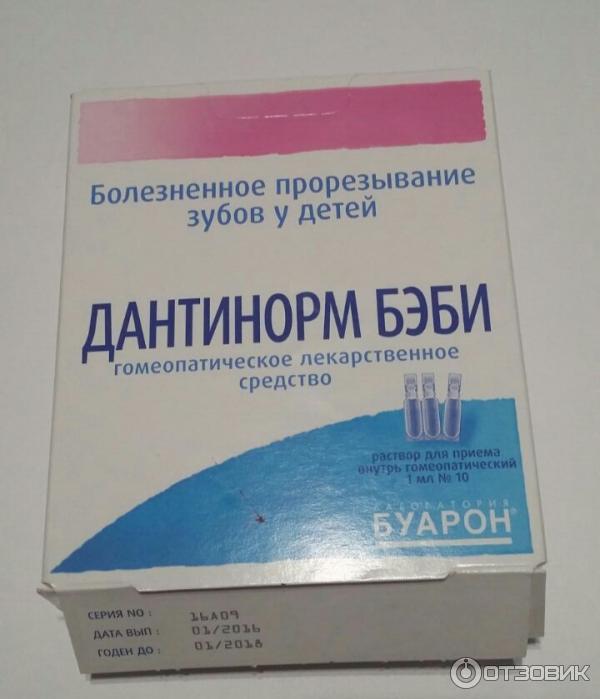 Болезненное прорезывание
зубов у детей
ДАНТИНОРМ БЭБИ
гомеопатическое лекарственное
средство
раствор для приема
внутрь гомеопатический
1 мл № 10
ЛАБОРАТОРИЯ
БУАРОН®
СЕРИЯ NO : 16A09
ДАТА ВЫП : 01/2016
ГОДЕН ДО : 01/2018
ОТЗОВИК